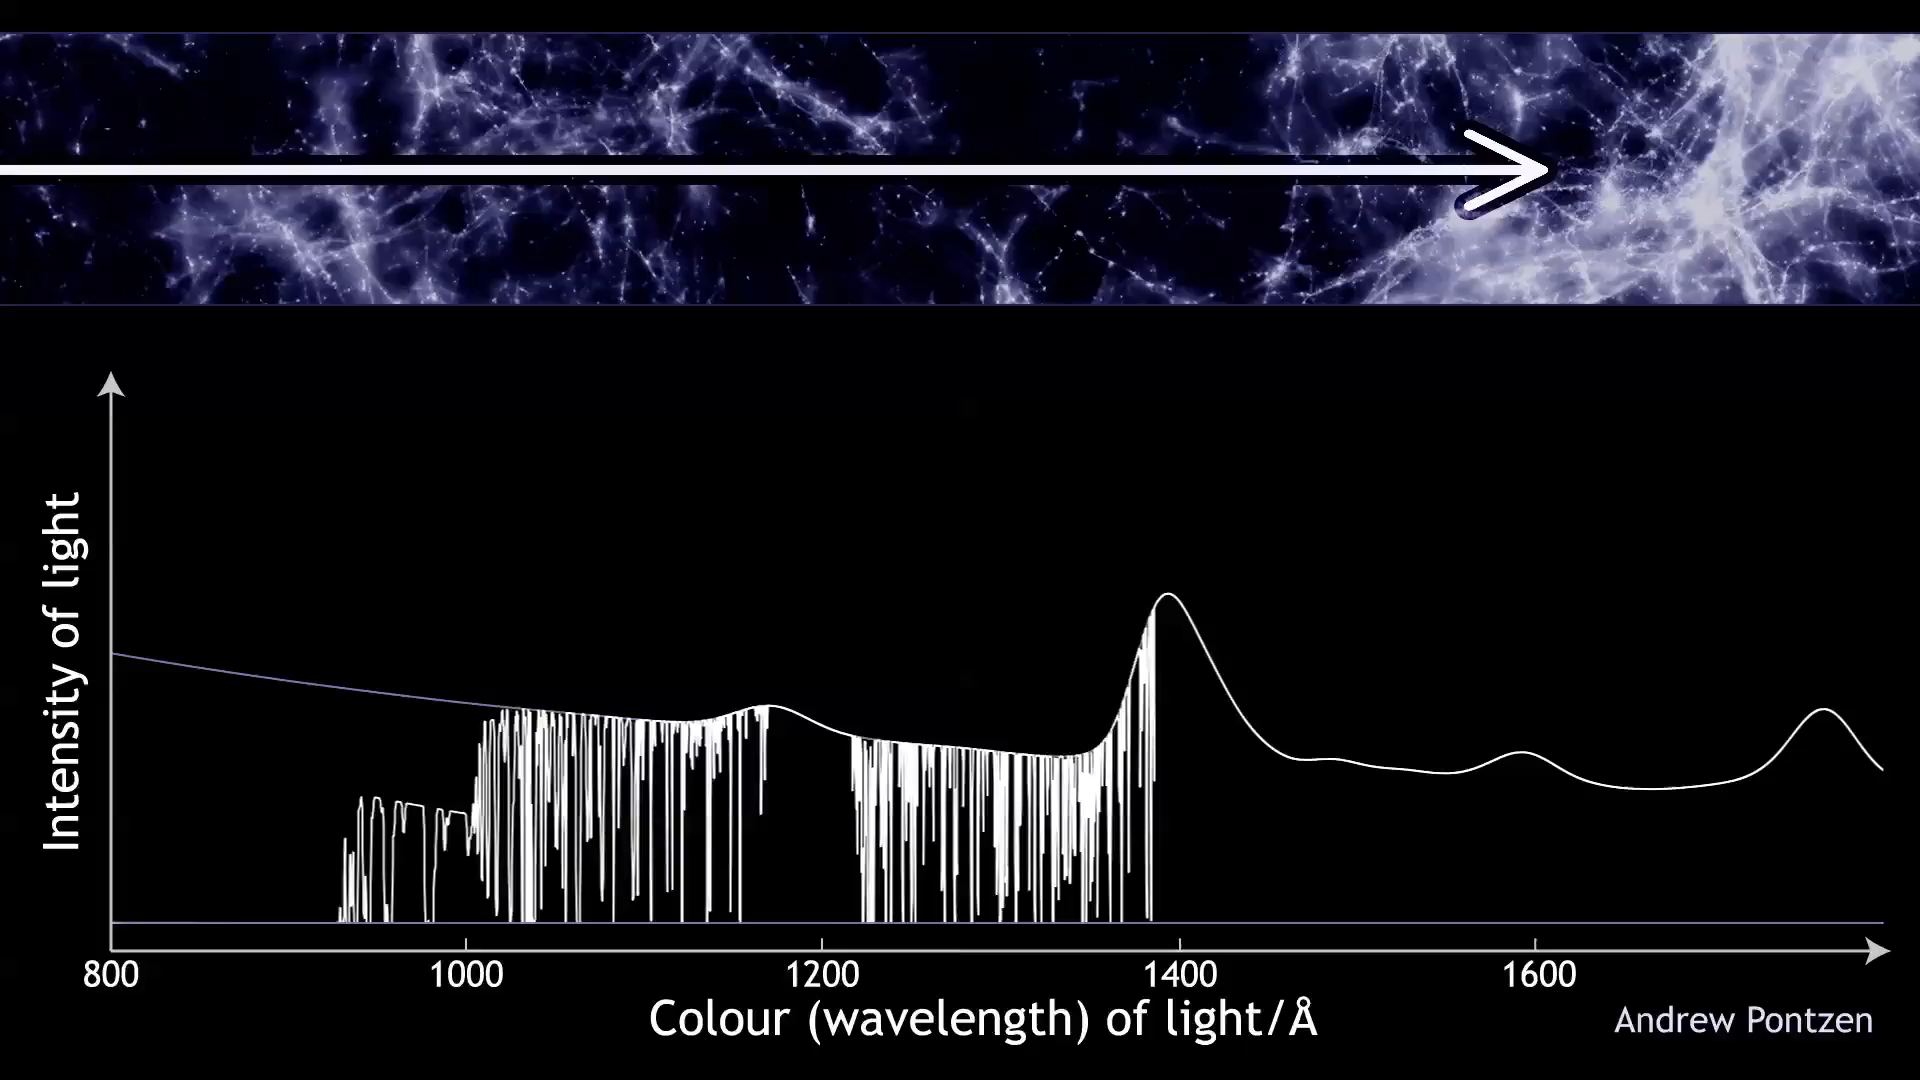 Intensity of light
800
1000
1200
1400
1600
Colour (wavelength) of light/Å
Andrew Pontzen